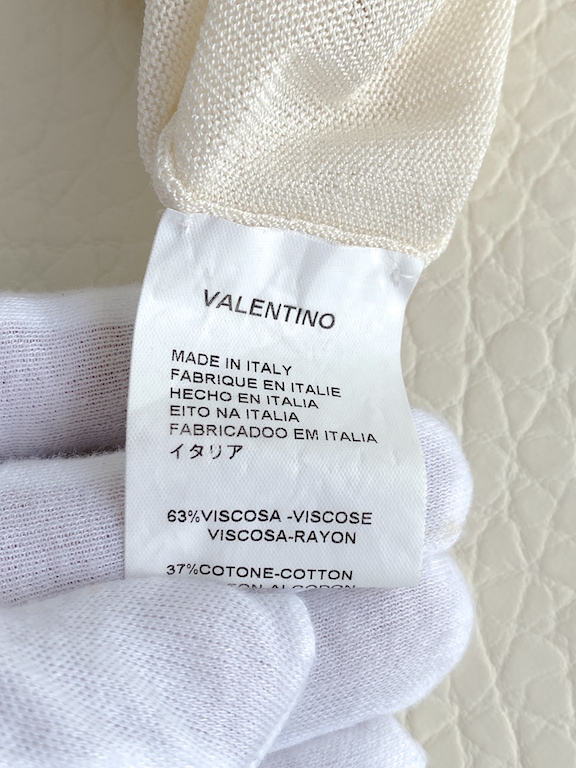 VALENTINO
MADE IN ITALY
FABRIQUE EN ITALIE
HECHO EN ITALIA
EITO NA ITALIA
FABRICADOO EM ITALIA
イタリア
63%VISCOSA -VISCOSE
VISCOSA-RAYON
37%COTONE-COTTON